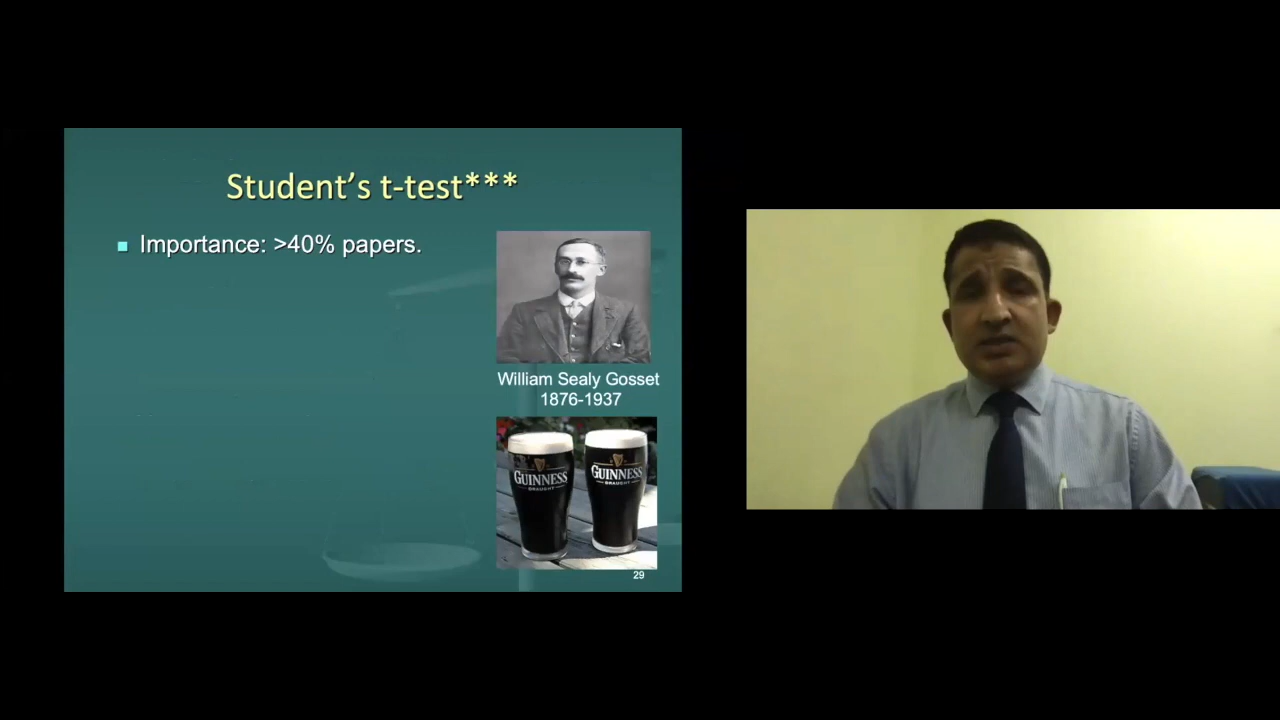 Student’s t-test***
Importance: >40% papers.
William Sealy Gosset
1876-1937
GUINNESS
DRAUGHT
GUINNESS
DRAUGHT
29